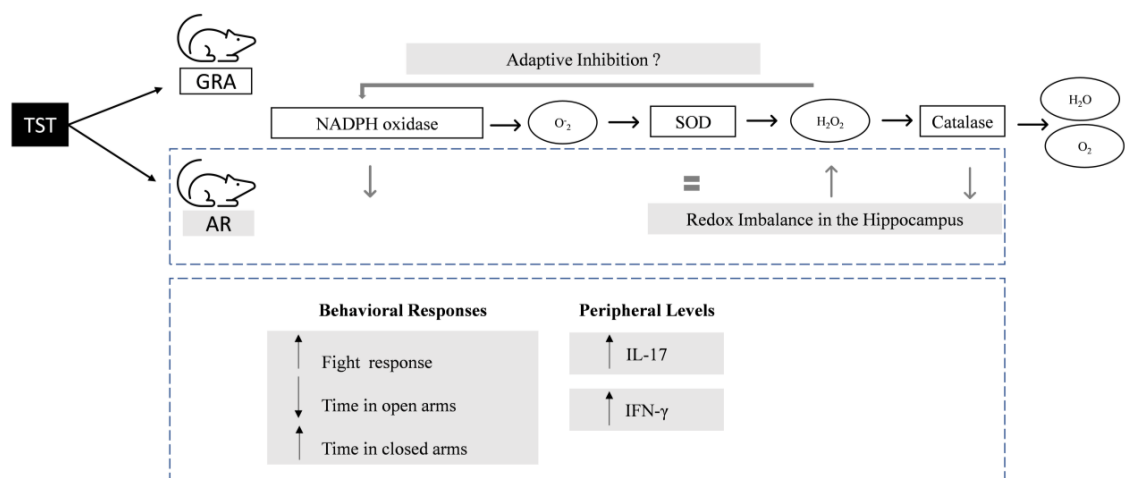 Adaptive Inhibition ?
GRA
TST
NADPH oxidase
O⁻₂
SOD
H₂O₂
Catalase
H₂O
O₂
AR
=
Redox Imbalance in the Hippocampus
Behavioral Responses
Fight response
Time in open arms
Time in closed arms
Peripheral Levels
IL-17
IFN-γ